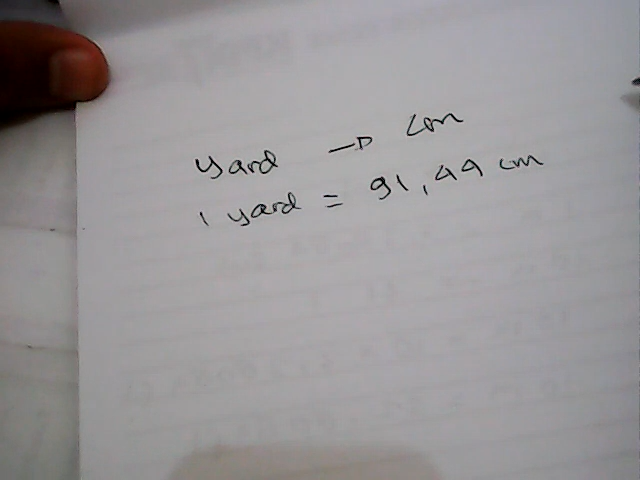 yard → cm
1 yard = 91,44 cm